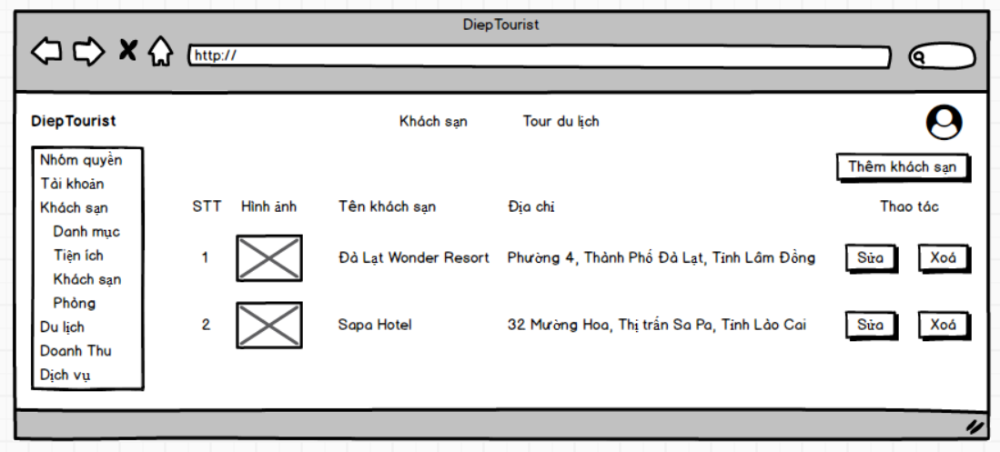 DiepTourist
http://
DiepTourist
Khách sạn
Tour du lịch
Nhóm quyền
Tài khoản
Khách sạn
Danh mục
Tiện ích
Khách sạn
Phòng
Du lịch
Doanh Thu
Dịch vụ
Thêm khách sạn
STT Hình ảnh Tên khách sạn Địa chỉ Thao tác
1 Đà Lạt Wonder Resort Phường 4, Thành Phố Đà Lạt, Tỉnh Lâm Đồng Sửa Xoá
2 Sapa Hotel 32 Mường Hoa, Thị trấn Sa Pa, Tỉnh Lào Cai Sửa Xoá